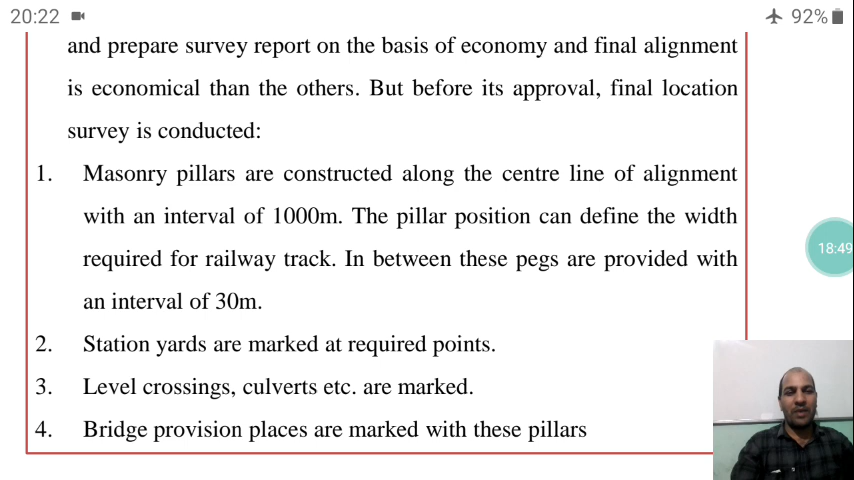 20:22 92%
and prepare survey report on the basis of economy and final alignment
is economical than the others. But before its approval, final location
survey is conducted:
1. Masonry pillars are constructed along the centre line of alignment
with an interval of 1000m. The pillar position can define the width
required for railway track. In between these pegs are provided with
an interval of 30m.
18:49
2. Station yards are marked at required points.
3. Level crossings, culverts etc. are marked.
4. Bridge provision places are marked with these pillars